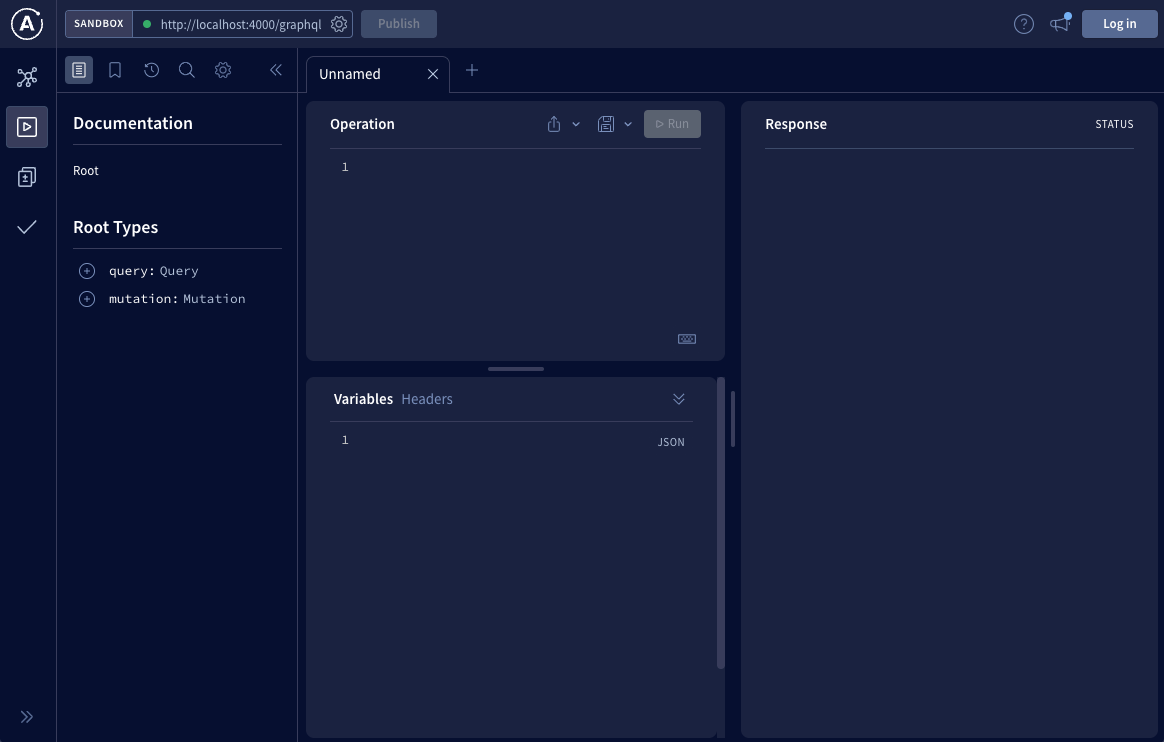 SANDBOX
http://localhost:4000/graphql
Publish
Log in
Unnamed
Documentation
Root
Root Types
query: Query
mutation: Mutation
Operation
Run
1
Variables
Headers
1
JSON
Response
STATUS